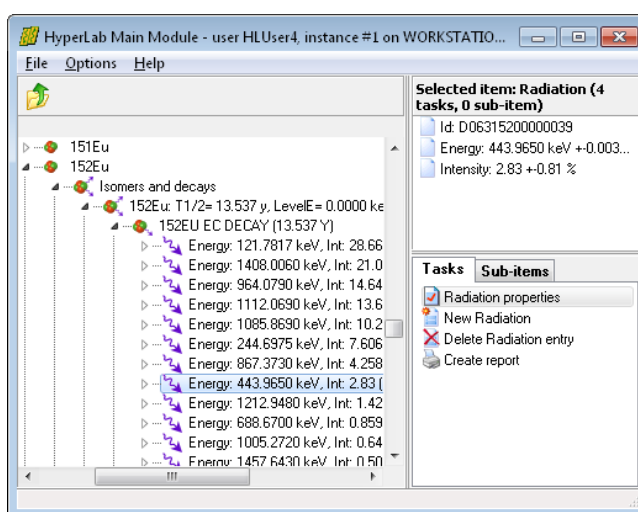 HyperLab Main Module - user HLUser4, instance #1 on WORKSTATIO...
File Options Help
151Eu
152Eu
Isomers and decays
152Eu: T1/2= 13.537 y, LevelE= 0.0000 ke
152EU EC DECAY (13.537 Y)
Energy: 121.7817 keV, Int: 28.66
Energy: 1408.0060 keV, Int: 21.0
Energy: 964.0790 keV, Int: 14.64
Energy: 1112.0690 keV, Int: 13.6
Energy: 1085.8690 keV, Int: 10.2
Energy: 244.6975 keV, Int: 7.606
Energy: 867.3730 keV, Int: 4.258
Energy: 443.9650 keV, Int: 2.83 (
Energy: 1212.9480 keV, Int: 1.42
Energy: 688.6700 keV, Int: 0.859
Energy: 1005.2720 keV, Int: 0.64
Energy: 1457.6430 keV, Int: 0.50
Selected item: Radiation (4
tasks, 0 sub-item)
Id: D06315200000039
Energy: 443.9650 keV +-0.003...
Intensity: 2.83 +-0.81 %
Tasks Sub-items
Radiation properties
New Radiation
Delete Radiation entry
Create report